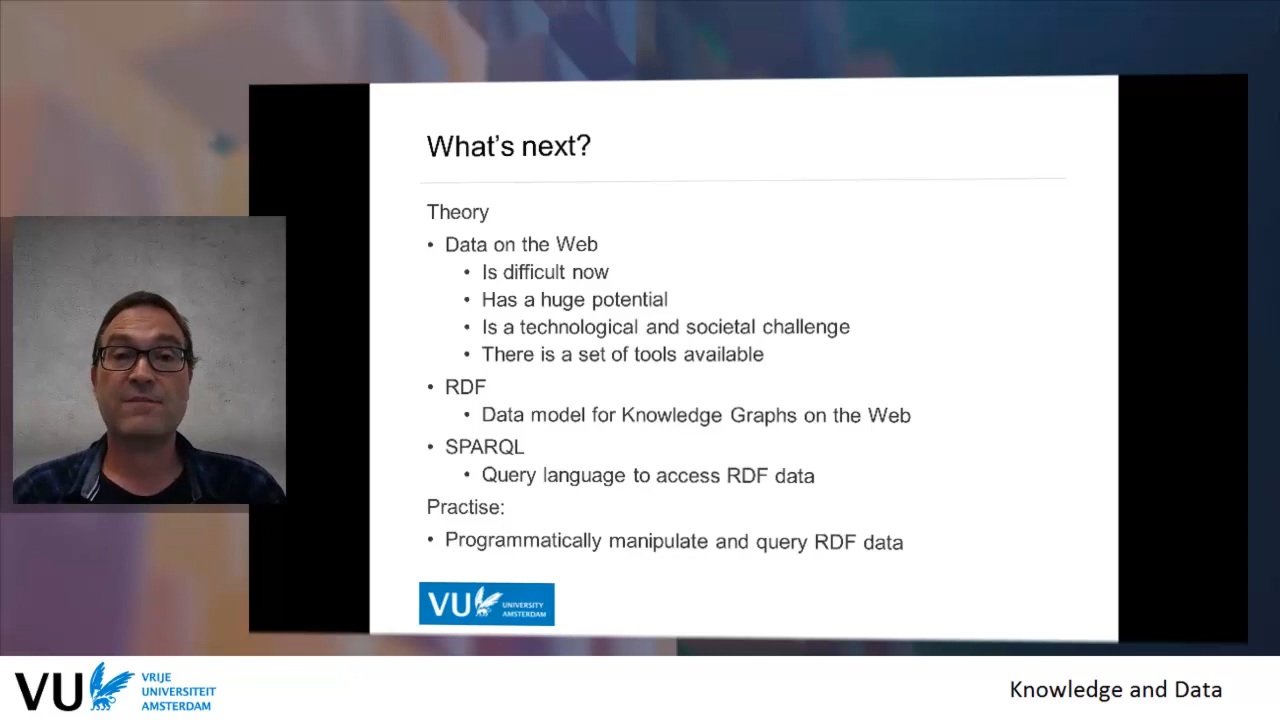 What's next?
Theory
• Data on the Web
• Is difficult now
• Has a huge potential
• Is a technological and societal challenge
• There is a set of tools available
• RDF
• Data model for Knowledge Graphs on the Web
• SPARQL
• Query language to access RDF data
Practise:
• Programmatically manipulate and query RDF data
VU UNIVERSITY
AMSTERDAM
VU VRIJE
UNIVERSITEIT
AMSTERDAM
Knowledge and Data